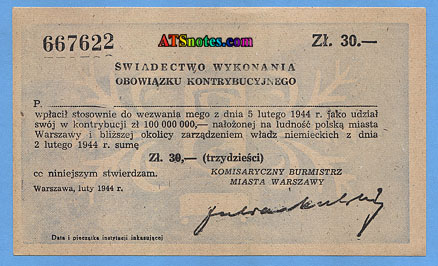 ATSnotes.com
667622
Zł. 30.—
ŚWIADECTWO WYKONANIA
OBOWIĄZKU KONTRYBUCYJNEGO
P.
wpłacił stosownie do wezwania mego z dnia 5 lutego 1944 r. jako udział
swój w kontrybucji zł 100 000 000,— nałożonej na ludność polską miasta
Warszawy i bliższej okolicy zarządzeniem władz niemieckich z dnia
2 lutego 1944 r. sumę
Zł. 30,— (trzydzieści)
cc niniejszym stwierdzam.
KOMISARYCZNY BURMISTRZ
MIASTA WARSZAWY
Warszawa, luty 1944 r.
Data i pieczątka instytucji inkasującej